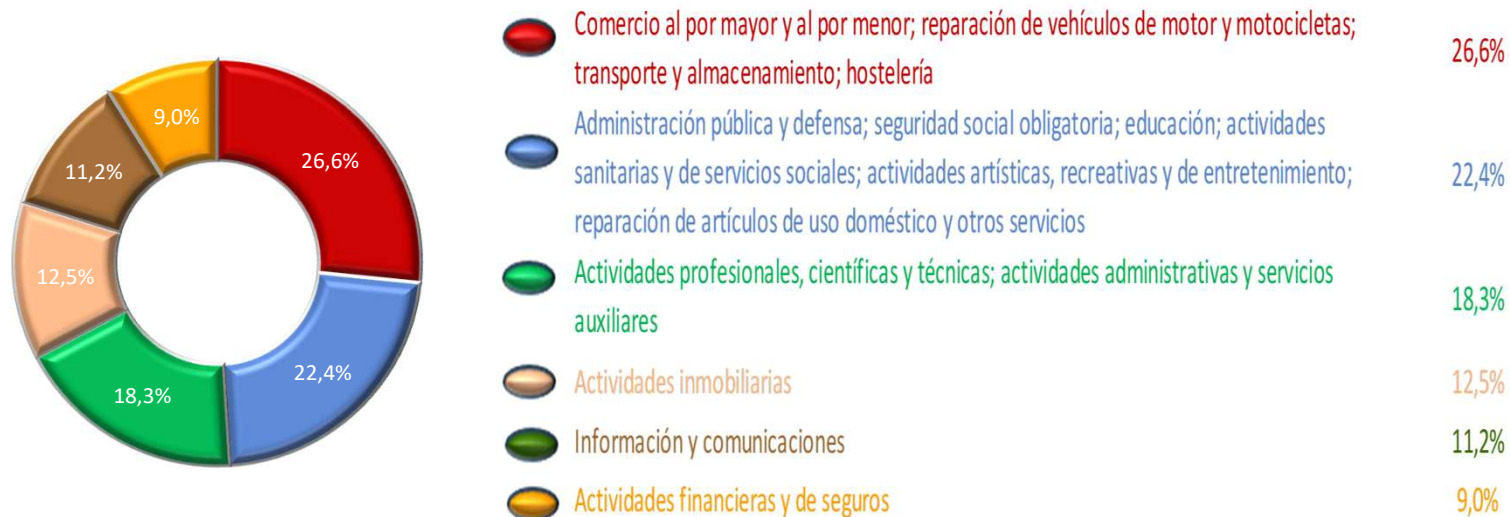 26,6%
22,4%
18,3%
12,5%
11,2%
9,0%
Comercio al por mayor y al por menor; reparación de vehículos de motor y motocicletas;
transporte y almacenamiento; hostelería
26,6%
Administración pública y defensa; seguridad social obligatoria; educación; actividades
sanitarias y de servicios sociales; actividades artísticas, recreativas y de entretenimiento;
reparación de artículos de uso doméstico y otros servicios
22,4%
Actividades profesionales, científicas y técnicas; actividades administrativas y servicios
auxiliares
18,3%
Actividades inmobiliarias
12,5%
Información y comunicaciones
11,2%
Actividades financieras y de seguros
9,0%